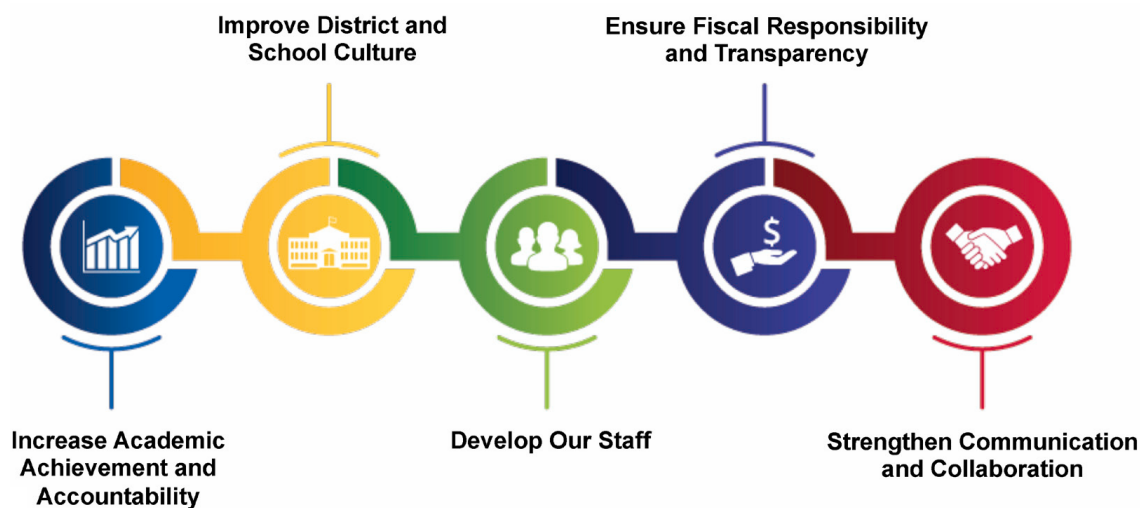 Improve District and
School Culture
Ensure Fiscal Responsibility
and Transparency
$
Increase Academic
Achievement and
Accountability
Develop Our Staff
Strengthen Communication
and Collaboration